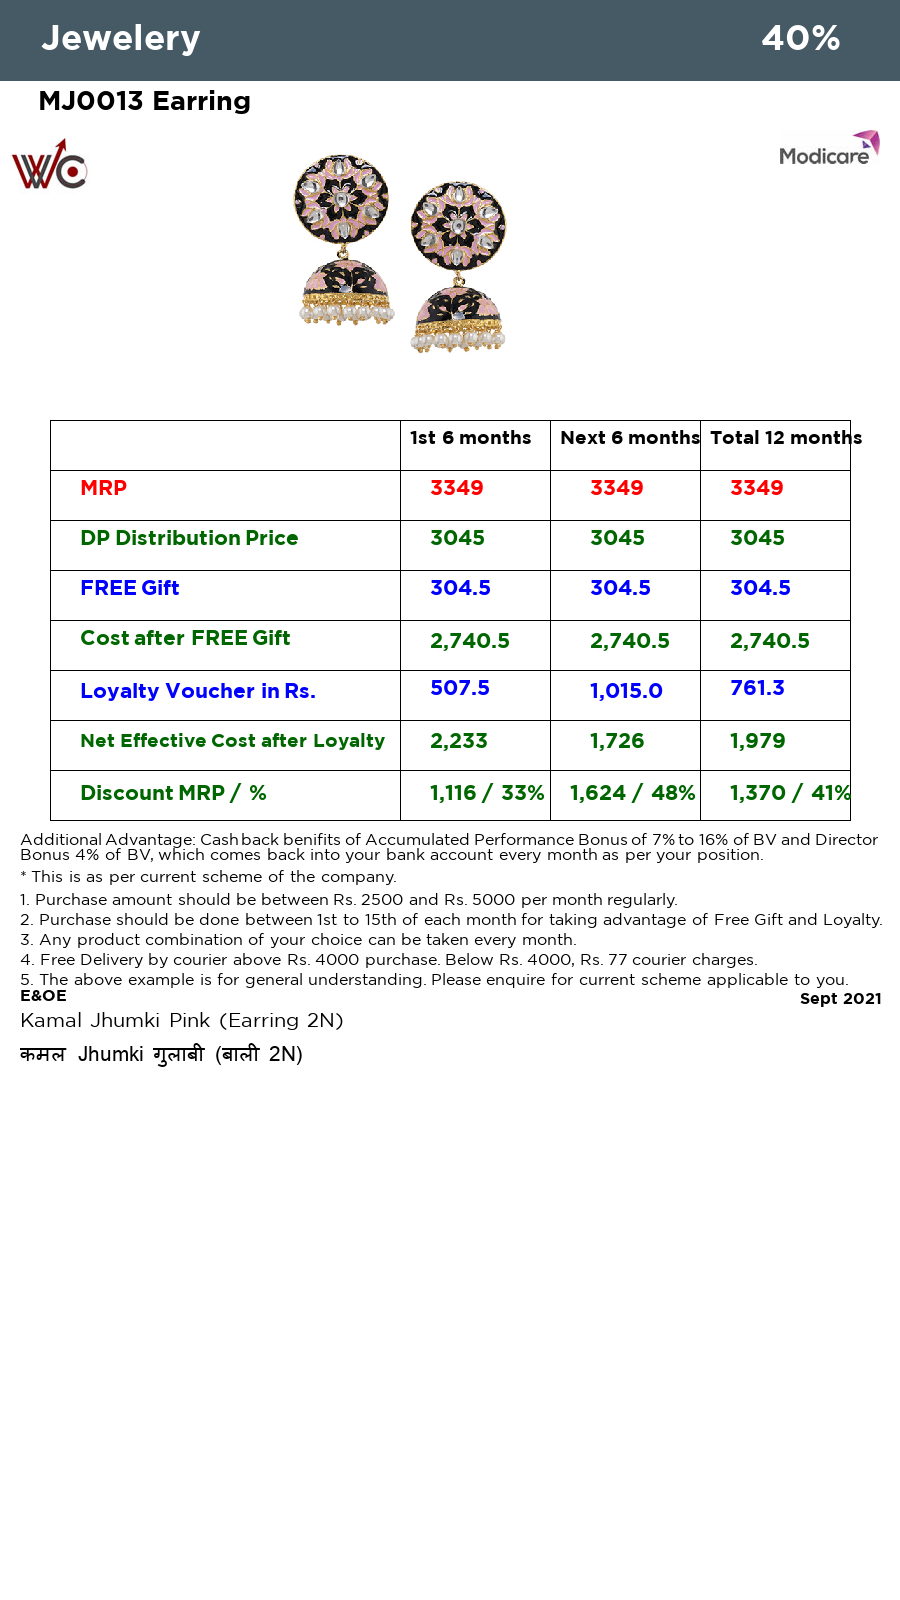 Jewelery 40%
MJ0013 Earring
WC
Modicare
1st 6 months Next 6 months Total 12 months
MRP 3349 3349 3349
DP Distribution Price 3045 3045 3045
FREE Gift 304.5 304.5 304.5
Cost after FREE Gift 2,740.5 2,740.5 2,740.5
Loyalty Voucher in Rs. 507.5 1,015.0 761.3
Net Effective Cost after Loyalty 2,233 1,726 1,979
Discount MRP / % 1,116 / 33% 1,624 / 48% 1,370 / 41%
Additional Advantage: Cash back benifits of Accumulated Performance Bonus of 7% to 16% of BV and Director
Bonus 4% of BV, which comes back into your bank account every month as per your position.
* This is as per current scheme of the company.
1. Purchase amount should be between Rs. 2500 and Rs. 5000 per month regularly.
2. Purchase should be done between 1st to 15th of each month for taking advantage of Free Gift and Loyalty.
3. Any product combination of your choice can be taken every month.
4. Free Delivery by courier above Rs. 4000 purchase. Below Rs. 4000, Rs. 77 courier charges.
5. The above example is for general understanding. Please enquire for current scheme applicable to you.
E&OE Sept 2021
Kamal Jhumki Pink (Earring 2N)
कमल Jhumki गुलाबी (बाली 2N)